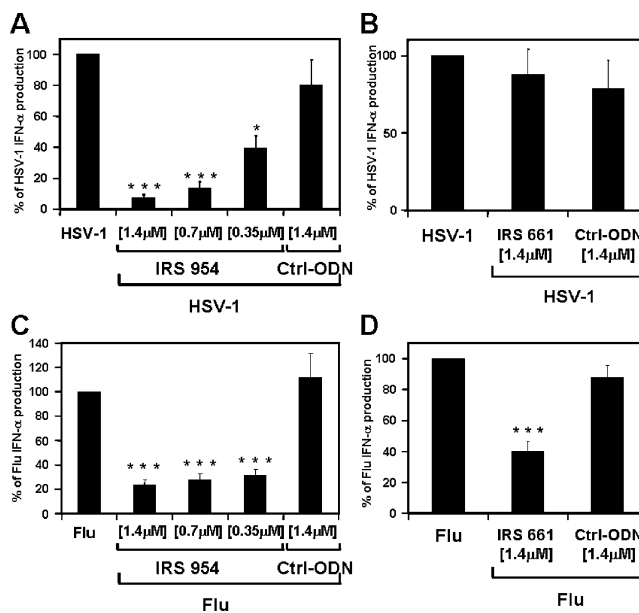 A
% of HSV-1 IFN-α production
100
80
60
40
20
0
* * *
* * *
*
HSV-1
[1.4μM]
[0.7μM]
[0.35μM]
[1.4μM]
IRS 954
Ctrl-ODN
HSV-1
B
% of HSV-1 IFN-α production
100
75
50
25
0
HSV-1
IRS 661
[1.4μM]
Ctrl-ODN
[1.4μM]
HSV-1
C
% of Flu IFN-α production
140
120
100
80
60
40
20
0
* * *
* * *
* * *
Flu
[1.4μM]
[0.7μM]
[0.35μM]
[1.4μM]
IRS 954
Ctrl-ODN
Flu
D
% of Flu IFN-α production
100
80
60
40
20
0
* * *
Flu
IRS 661
[1.4μM]
Ctrl-ODN
[1.4μM]
Flu